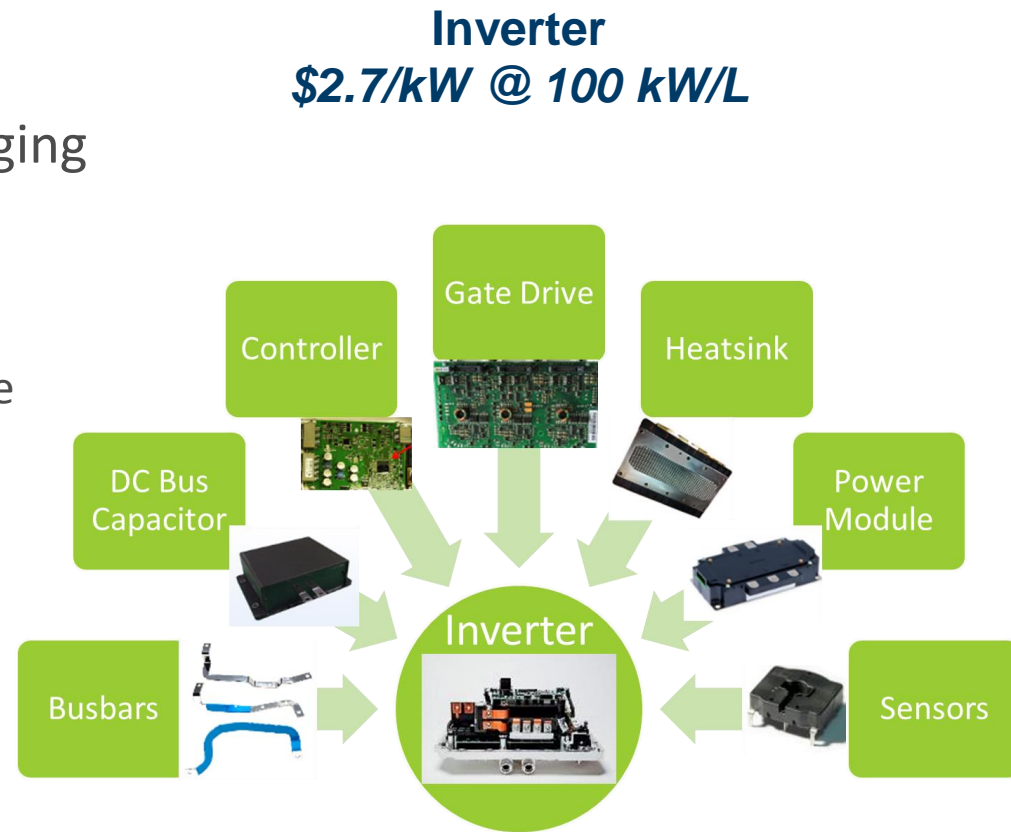 Inverter
$2.7/kW @ 100 kW/L
ging
e
Gate Drive
Controller
Heatsink
DC Bus
Capacitor
Power
Module
Inverter
Busbars
Sensors